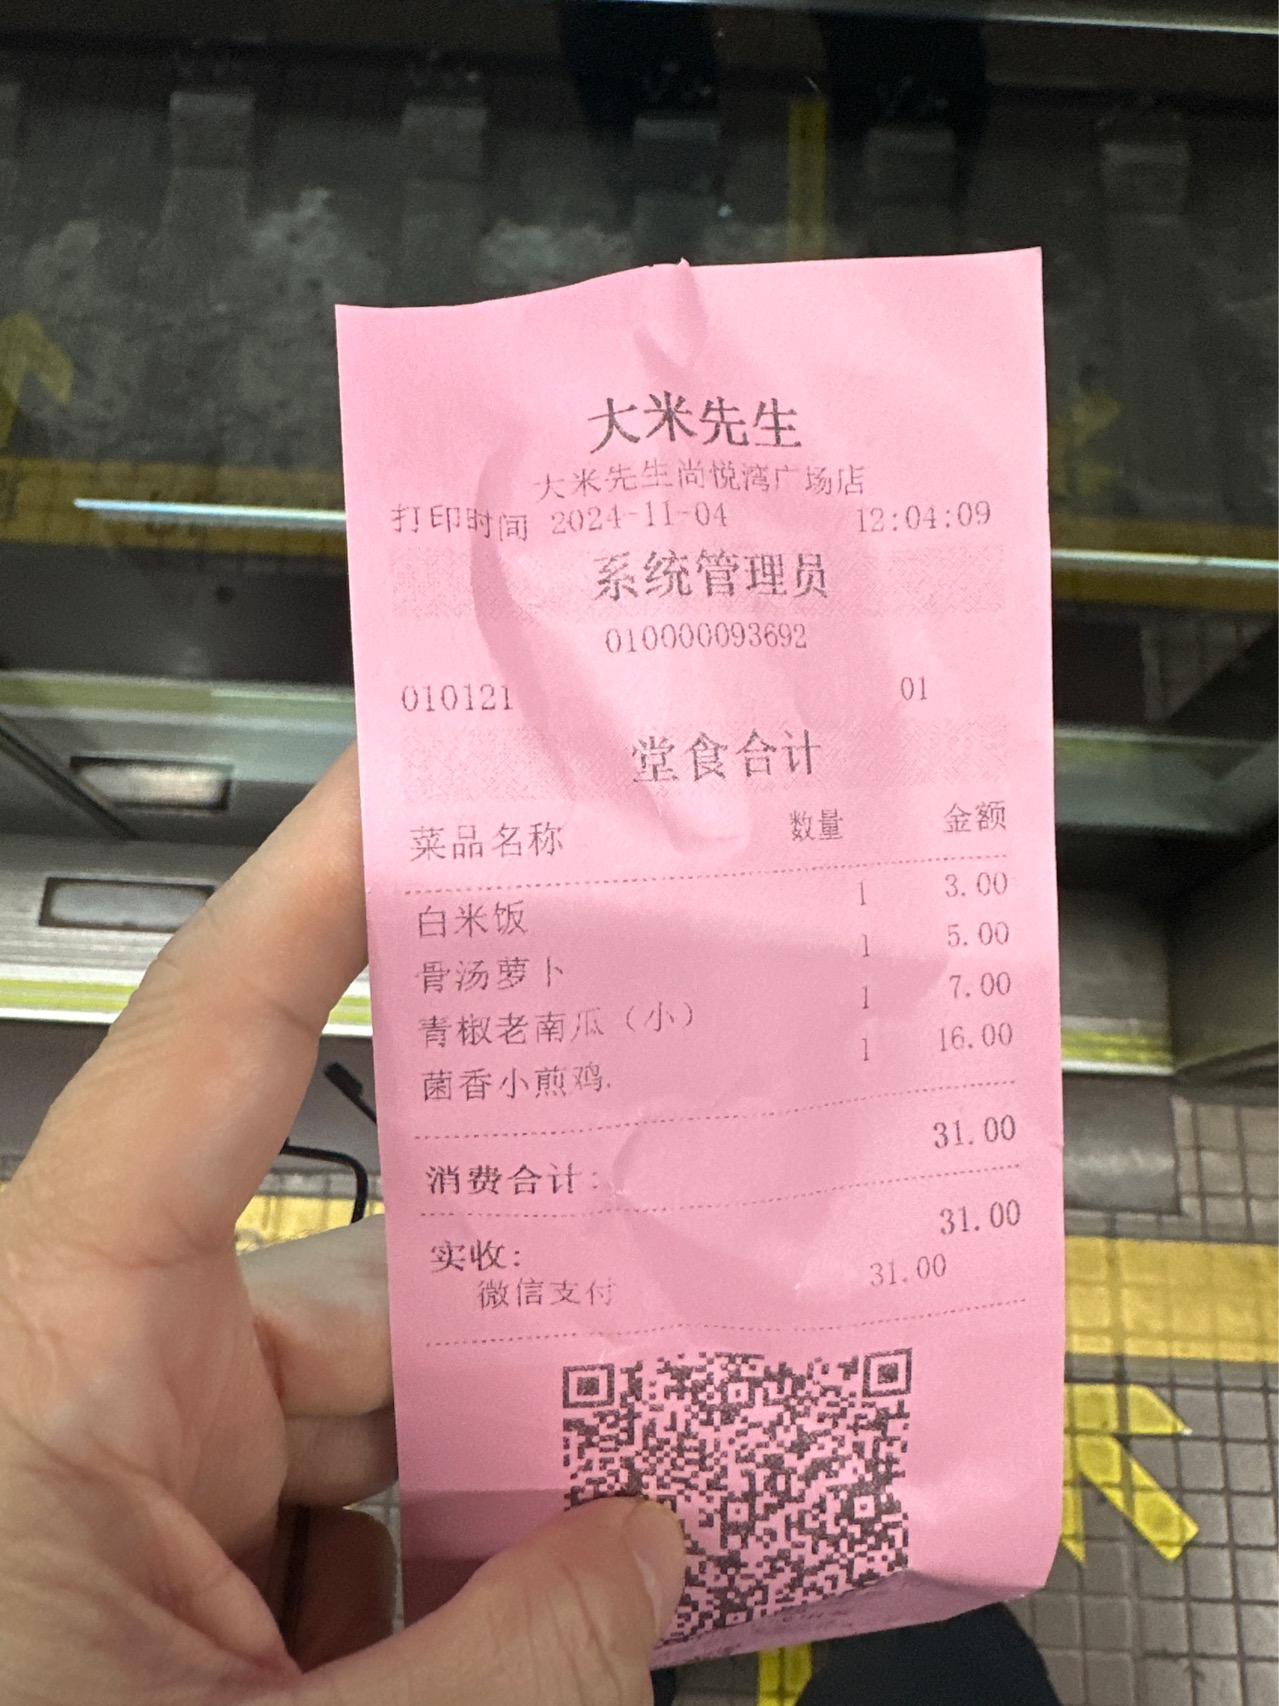 大米先生
大米先生尚悦湾广场店
打印时间 2024-11-04 12:04:09
系统管理员
010000093692
010121 01
堂食合计
菜品名称 数量 金额
白米饭 1 3.00
骨汤萝卜 1 5.00
青椒老南瓜（小） 1 7.00
菌香小煎鸡. 1 16.00
消费合计: 31.00
实收: 31.00
微信支付 31.00